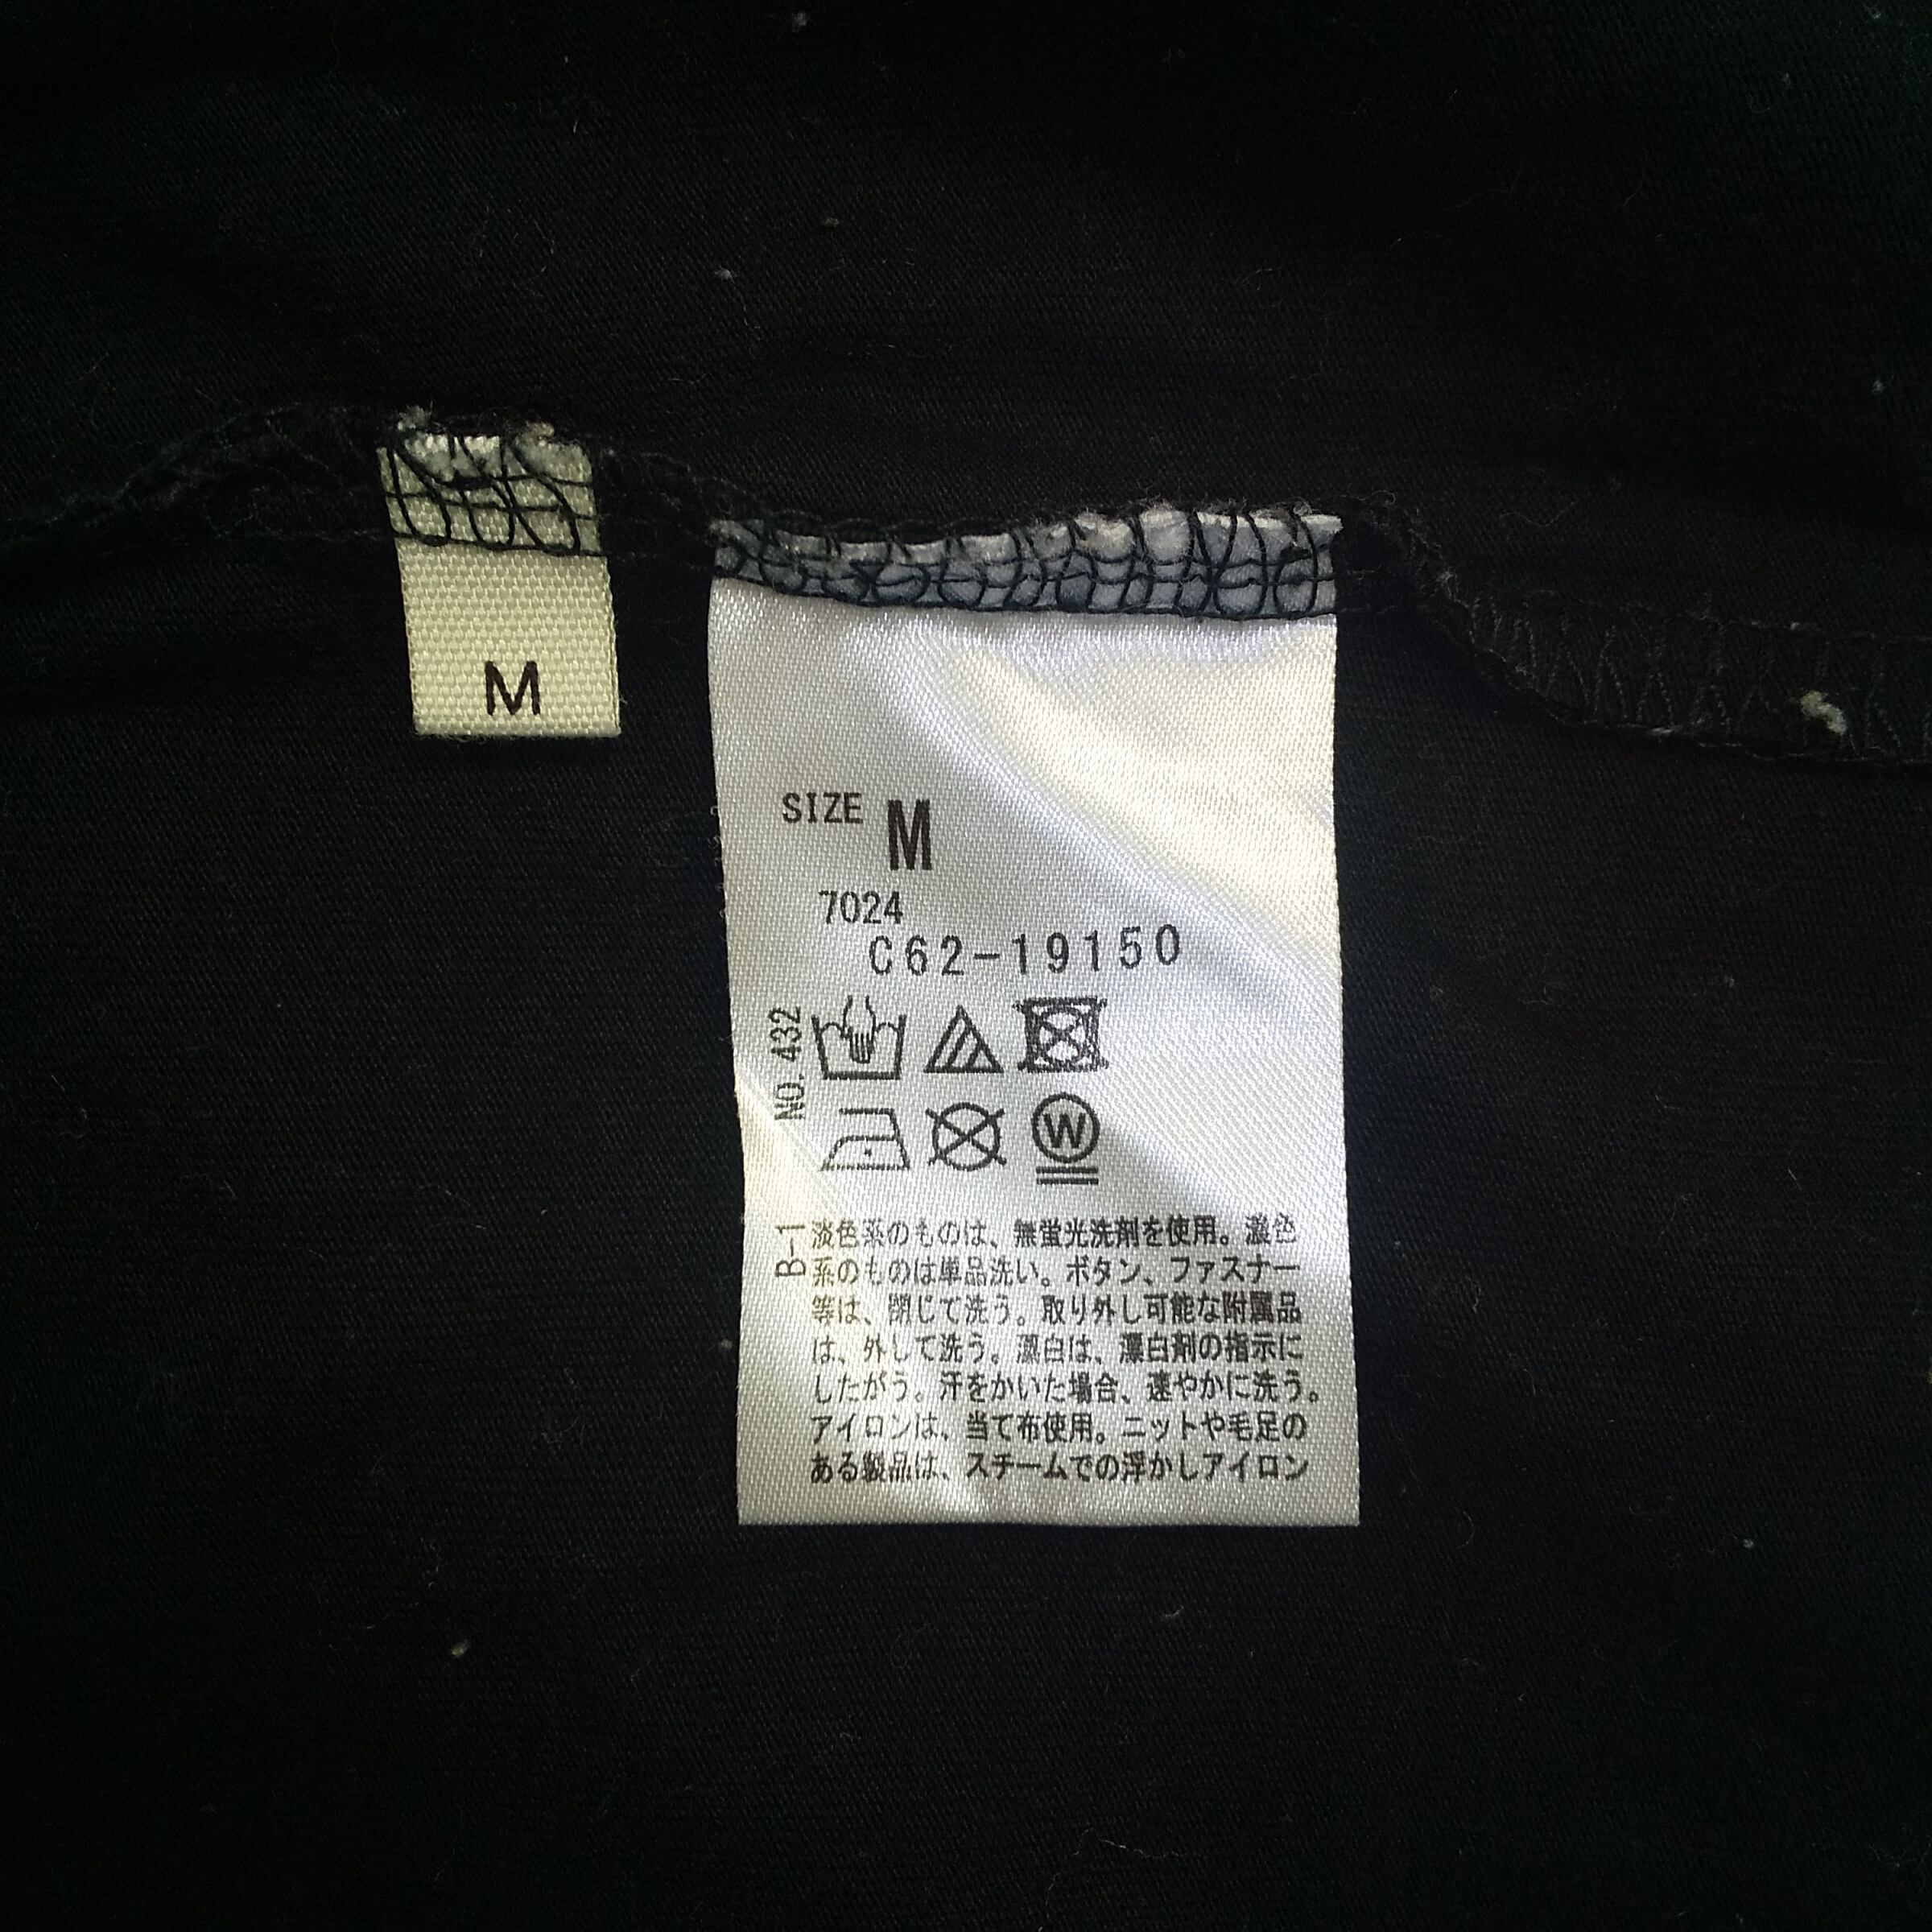 M
SIZE M
7024
C62-19150
NO. 432
W
B-1
淡色系のものは、無蛍光洗剤を使用。濃色
系のものは単品洗い。ボタン、ファスナー
等は、閉じて洗う。取り外し可能な附属品
は、外して洗う。漂白は、漂白剤の指示に
したがう。汗をかいた場合、速やかに洗う。
アイロンは、当て布使用。ニットや毛足の
ある製品は、スチームでの浮かしアイロン